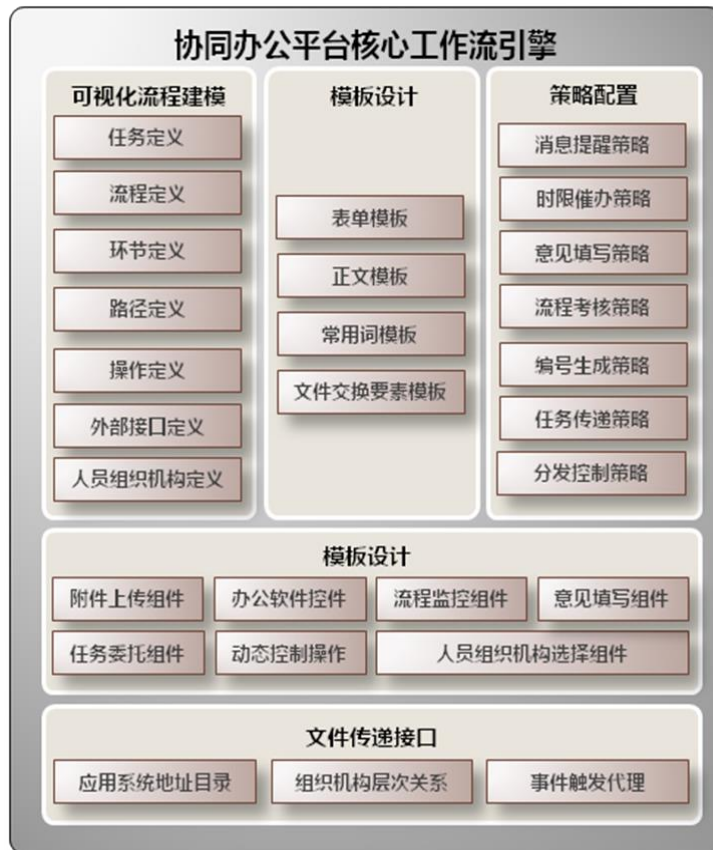 协同办公平台核心工作流引擎
可视化流程建模
任务定义
流程定义
环节定义
路径定义
操作定义
外部接口定义
人员组织机构定义
模板设计
表单模板
正文模板
常用词模板
文件交换要素模板
策略配置
消息提醒策略
时限催办策略
意见填写策略
流程考核策略
编号生成策略
任务传递策略
分发控制策略
模板设计
附件上传组件
办公软件控件
流程监控组件
意见填写组件
任务委托组件
动态控制操作
人员组织机构选择组件
文件传递接口
应用系统地址目录
组织机构层次关系
事件触发代理